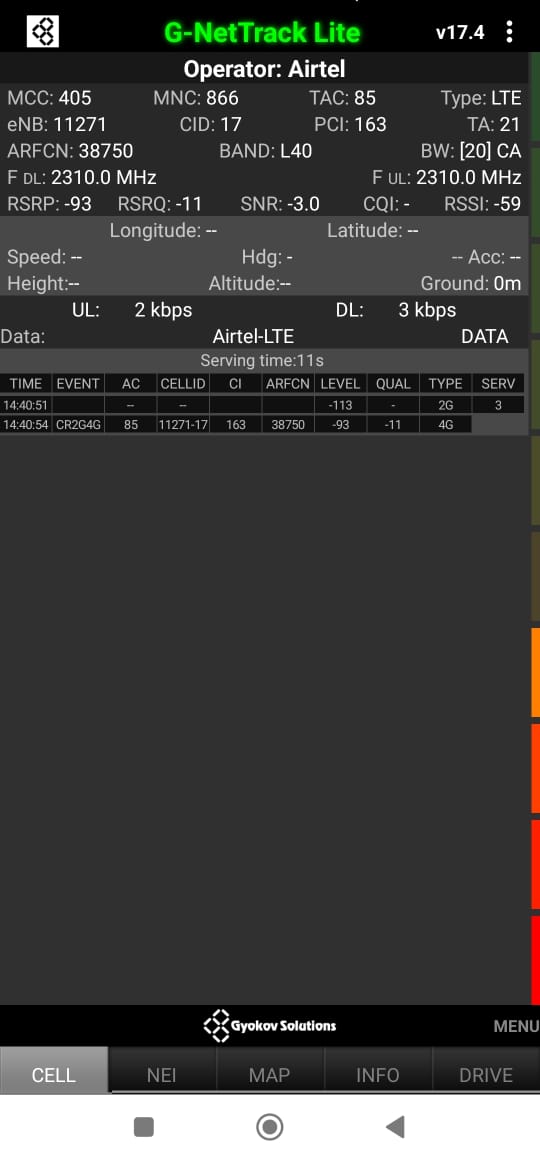 G-NetTrack Lite v17.4
Operator: Airtel
MCC: 405 MNC: 866 TAC: 85 Type: LTE
eNB: 11271 CID: 17 PCI: 163 TA: 21
ARFCN: 38750 BAND: L40 BW: [20] CA
F DL: 2310.0 MHz F UL: 2310.0 MHz
RSRP: -93 RSRQ: -11 SNR: -3.0 CQI: - RSSI: -59
Longitude: -- Latitude: --
Speed: -- Hdg: - -- Acc: --
Height:-- Altitude:-- Ground: 0m
UL: 2 kbps DL: 3 kbps
Data: Airtel-LTE DATA
Serving time:11s
TIME EVENT AC CELLID CI ARFCN LEVEL QUAL TYPE SERV
14:40:51 -- -- -113 - 2G 3
14:40:54 CR2G4G 85 11271-17 163 38750 -93 -11 4G
Gyokov Solutions MENU
CELL NEI MAP INFO DRIVE